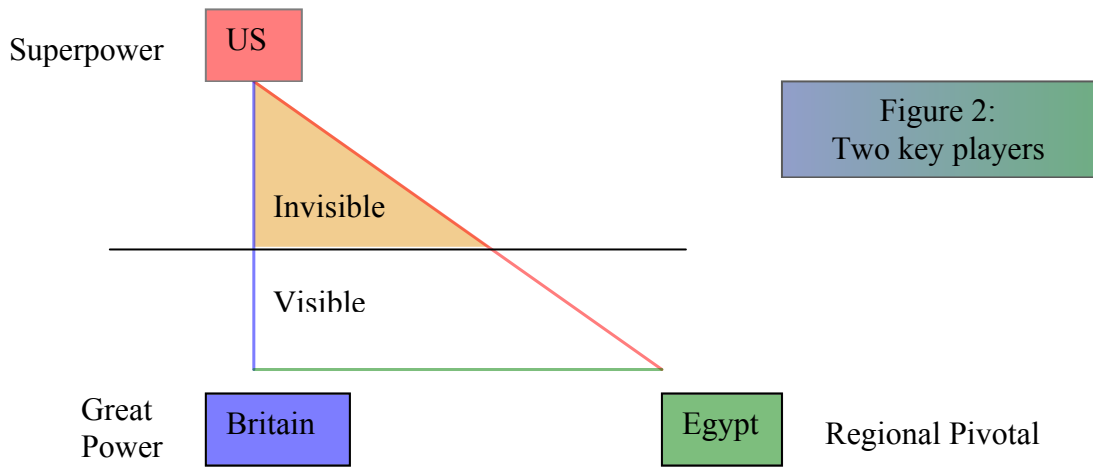 Superpower
US
Figure 2:
Two key players
Invisible
Visible
Great
Power
Britain
Egypt
Regional Pivotal